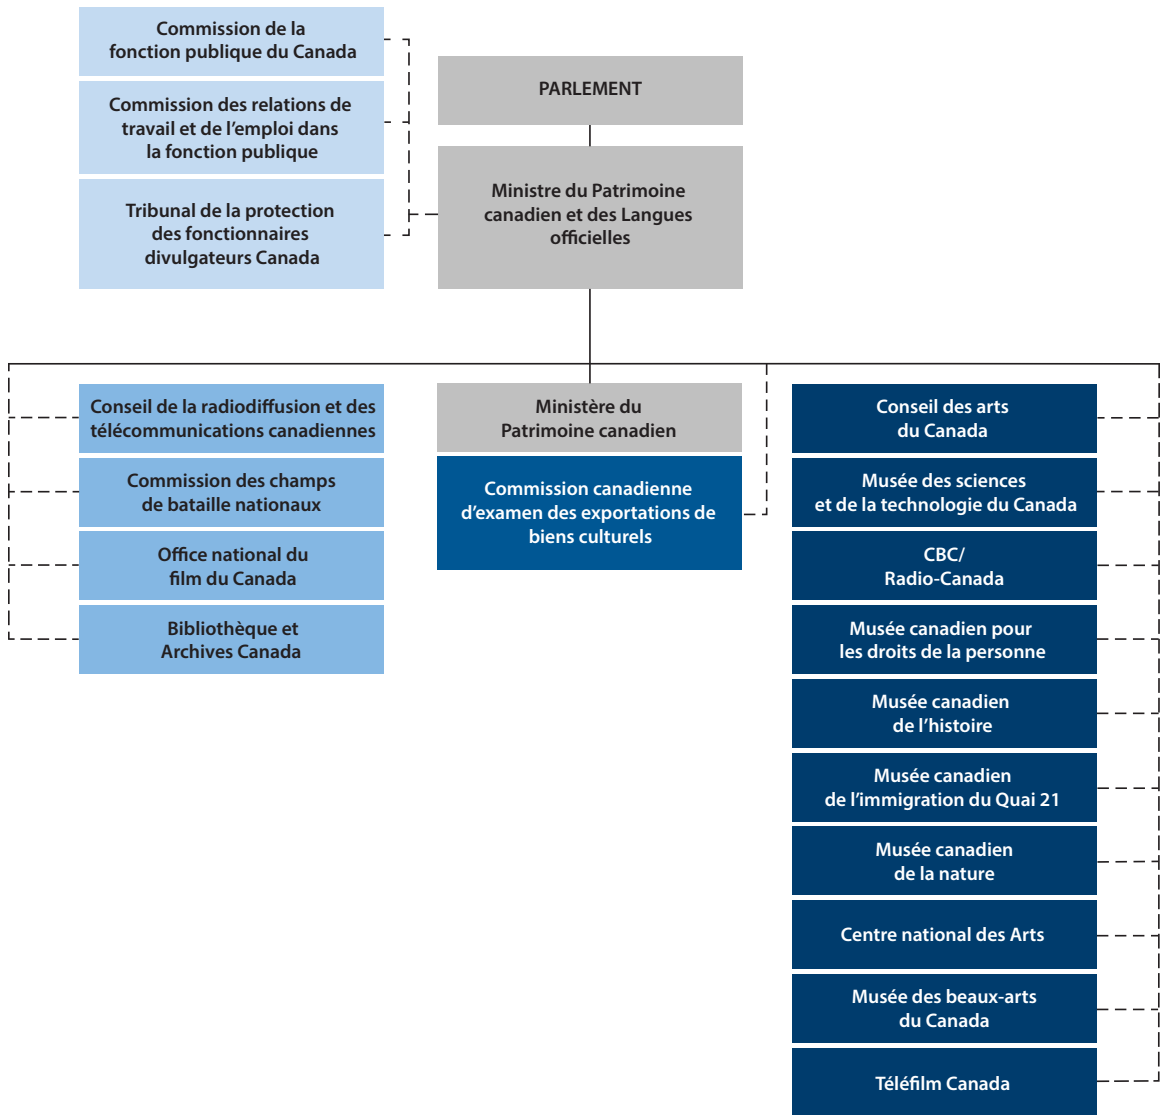 Commission de la
fonction publique du Canada
Commission des relations de
travail et de l’emploi dans
la fonction publique
Tribunal de la protection
des fonctionnaires
divulgateurs Canada
PARLEMENT
Ministre du Patrimoine
canadien et des Langues
officielles
Conseil de la radiodiffusion et des
télécommunications canadiennes
Commission des champs
de bataille nationaux
Office national du
film du Canada
Bibliothèque et
Archives Canada
Ministère du
Patrimoine canadien
Commission canadienne
d’examen des exportations de
biens culturels
Conseil des arts
du Canada
Musée des sciences
et de la technologie du Canada
CBC/
Radio-Canada
Musée canadien pour
les droits de la personne
Musée canadien
de l’histoire
Musée canadien
de l’immigration du Quai 21
Musée canadien
de la nature
Centre national des Arts
Musée des beaux-arts
du Canada
Téléfilm Canada